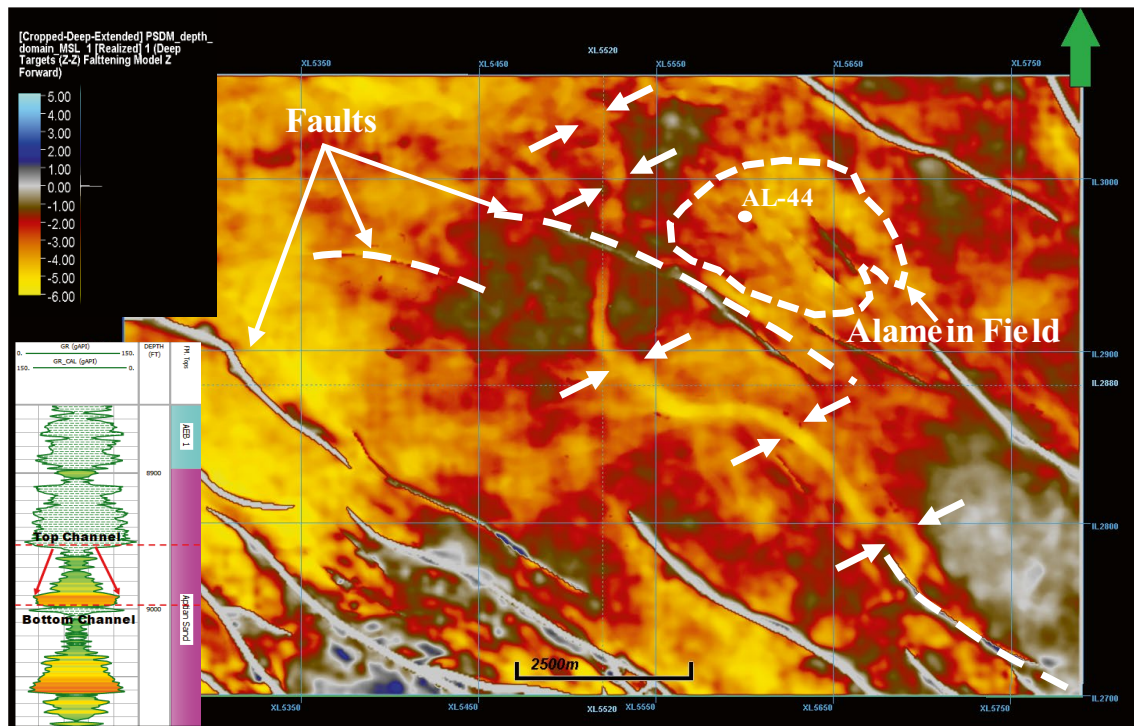 [Cropped-Deep-Extended] PSDM_depth_
domain_MSL 1 [Realized] 1 (Deep
Targets (Z-Z) Falttening Model Z
Forward)
5.00
4.00
3.00
2.00
1.00
0.00
-1.00
-2.00
-3.00
-4.00
-5.00
-6.00
XL5350
XL5450
XL5520
XL5550
XL5650
XL5750
Faults
AL-44
Alamein Field
IL3000
IL2900
IL2880
IL2800
IL2700
GR (gAPI)
0. 150.
GR_CAL (gAPI)
150. 0.
DEPTH
(FT)
FM.Tops
AEB 1
8900
Top Channel
9000
Bottom Channel
Aptian Sand
2500m
XL5350
XL5450
XL5520
XL5550
XL5650
XL5750